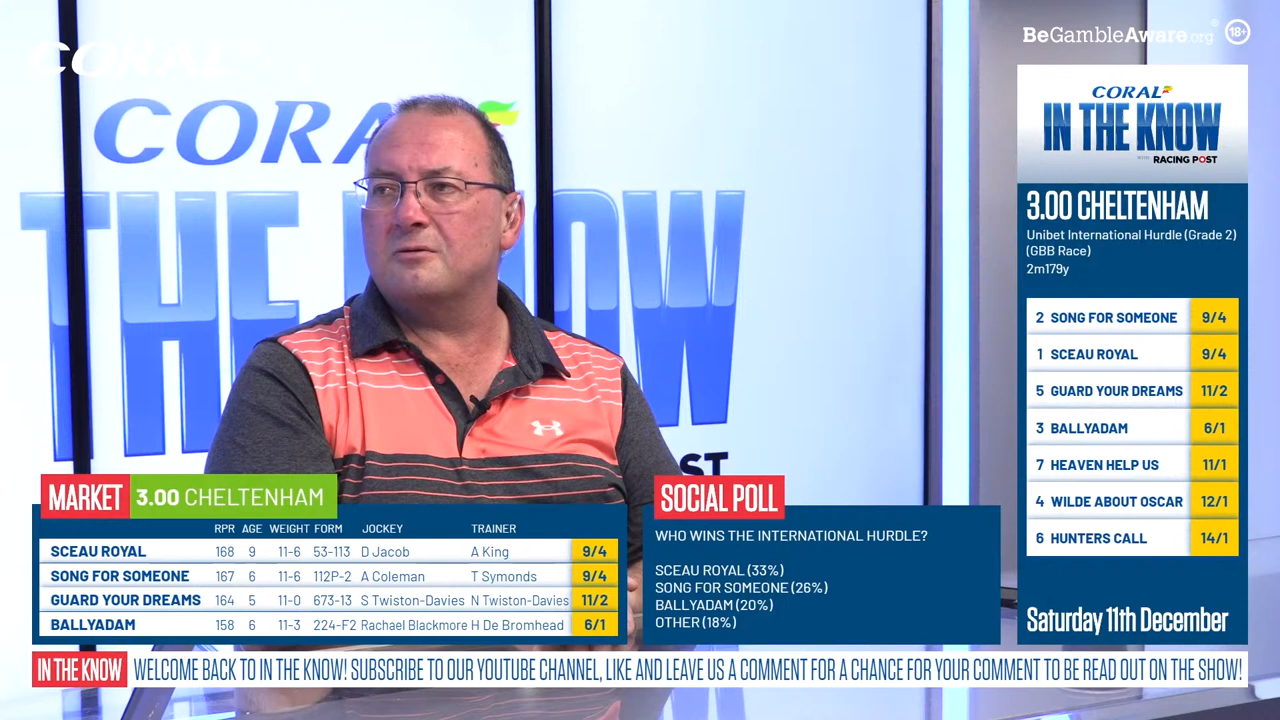 CORAL
BeGambleAware.org® 18+
CORAL
THE KNOW
ST
CORAL
IN THE KNOW
WITH RACING POST
3.00 CHELTENHAM
Unibet International Hurdle (Grade 2)
(GBB Race)
2m179y
2 SONG FOR SOMEONE 9/4
1 SCEAU ROYAL 9/4
5 GUARD YOUR DREAMS 11/2
3 BALLYADAM 6/1
7 HEAVEN HELP US 11/1
4 WILDE ABOUT OSCAR 12/1
6 HUNTERS CALL 14/1
Saturday 11th December
MARKET 3.00 CHELTENHAM
RPR AGE WEIGHT FORM JOCKEY TRAINER
SCEAU ROYAL 168 9 11-6 53-113 D Jacob A King 9/4
SONG FOR SOMEONE 167 6 11-6 112P-2 A Coleman T Symonds 9/4
GUARD YOUR DREAMS 164 5 11-0 673-13 S Twiston-Davies N Twiston-Davies 11/2
BALLYADAM 158 6 11-3 224-F2 Rachael Blackmore H De Bromhead 6/1
SOCIAL POLL
WHO WINS THE INTERNATIONAL HURDLE?
SCEAU ROYAL (33%)
SONG FOR SOMEONE (26%)
BALLYADAM (20%)
OTHER (18%)
IN THE KNOW WELCOME BACK TO IN THE KNOW! SUBSCRIBE TO OUR YOUTUBE CHANNEL, LIKE AND LEAVE US A COMMENT FOR A CHANCE FOR YOUR COMMENT TO BE READ OUT ON THE SHOW!